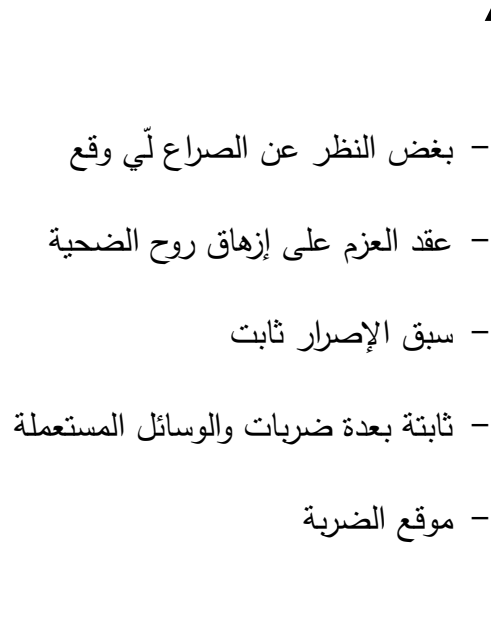 - بغض النظر عن الصراع لّي وقع
- عقد العزم على إزهاق روح الضحية
- سبق الإصرار ثابت
- ثابتة بعدة ضربات والوسائل المستعملة
- موقع الضربة